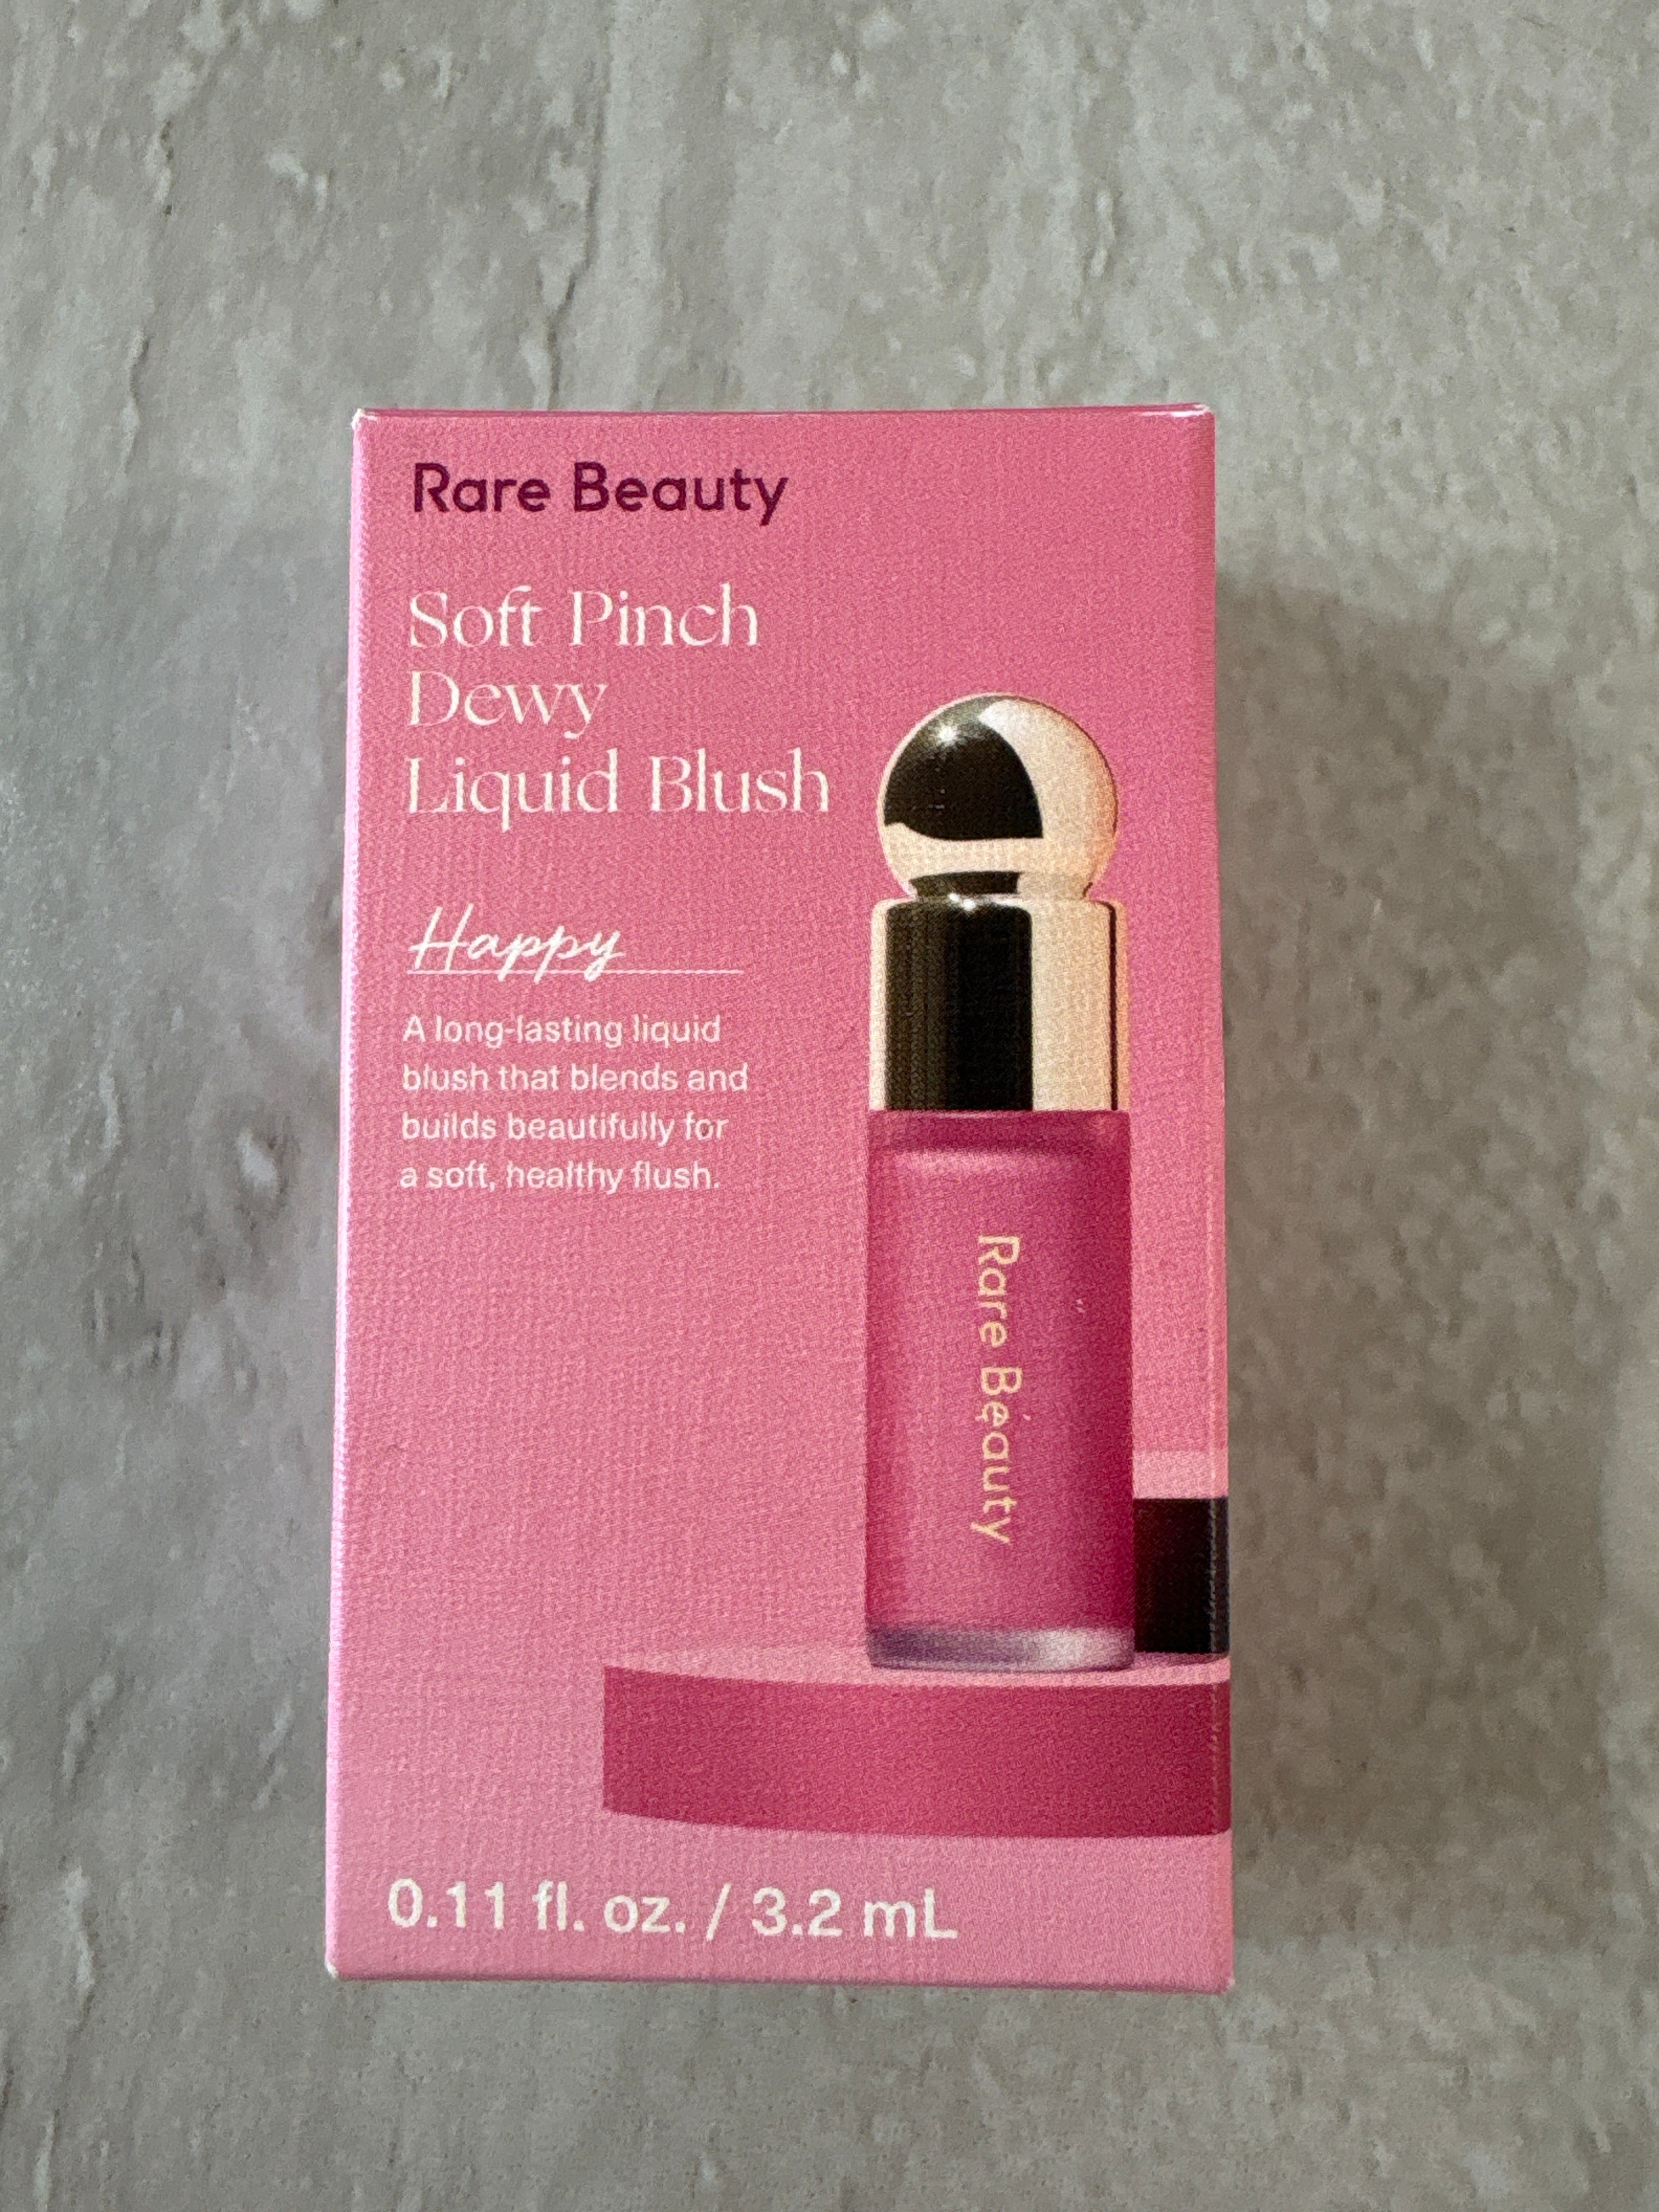 Rare Beauty
Soft Pinch
Dewy
Liquid Blush
Happy
A long-lasting liquid
blush that blends and
builds beautifully for
a soft, healthy flush.
Rare Beauty
0.11 fl. oz. / 3.2 mL